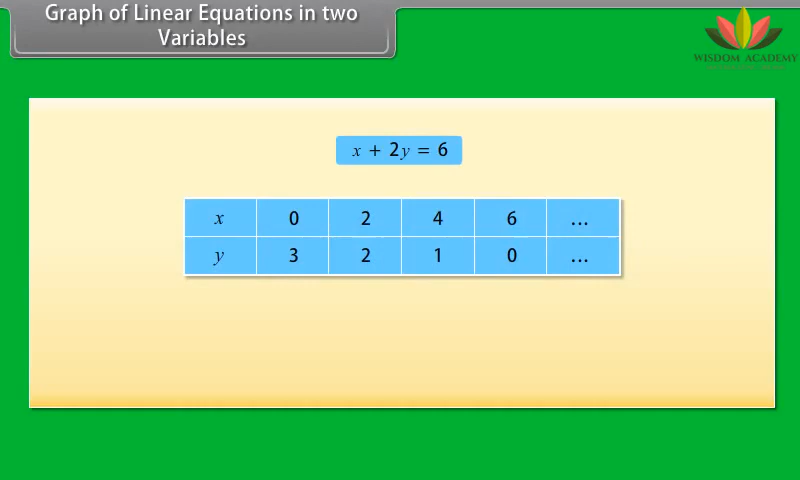 Graph of Linear Equations in two
Variables
WISDOM ACADEMY
x + 2y = 6
x 0 2 4 6 ...
y 3 2 1 0 ...